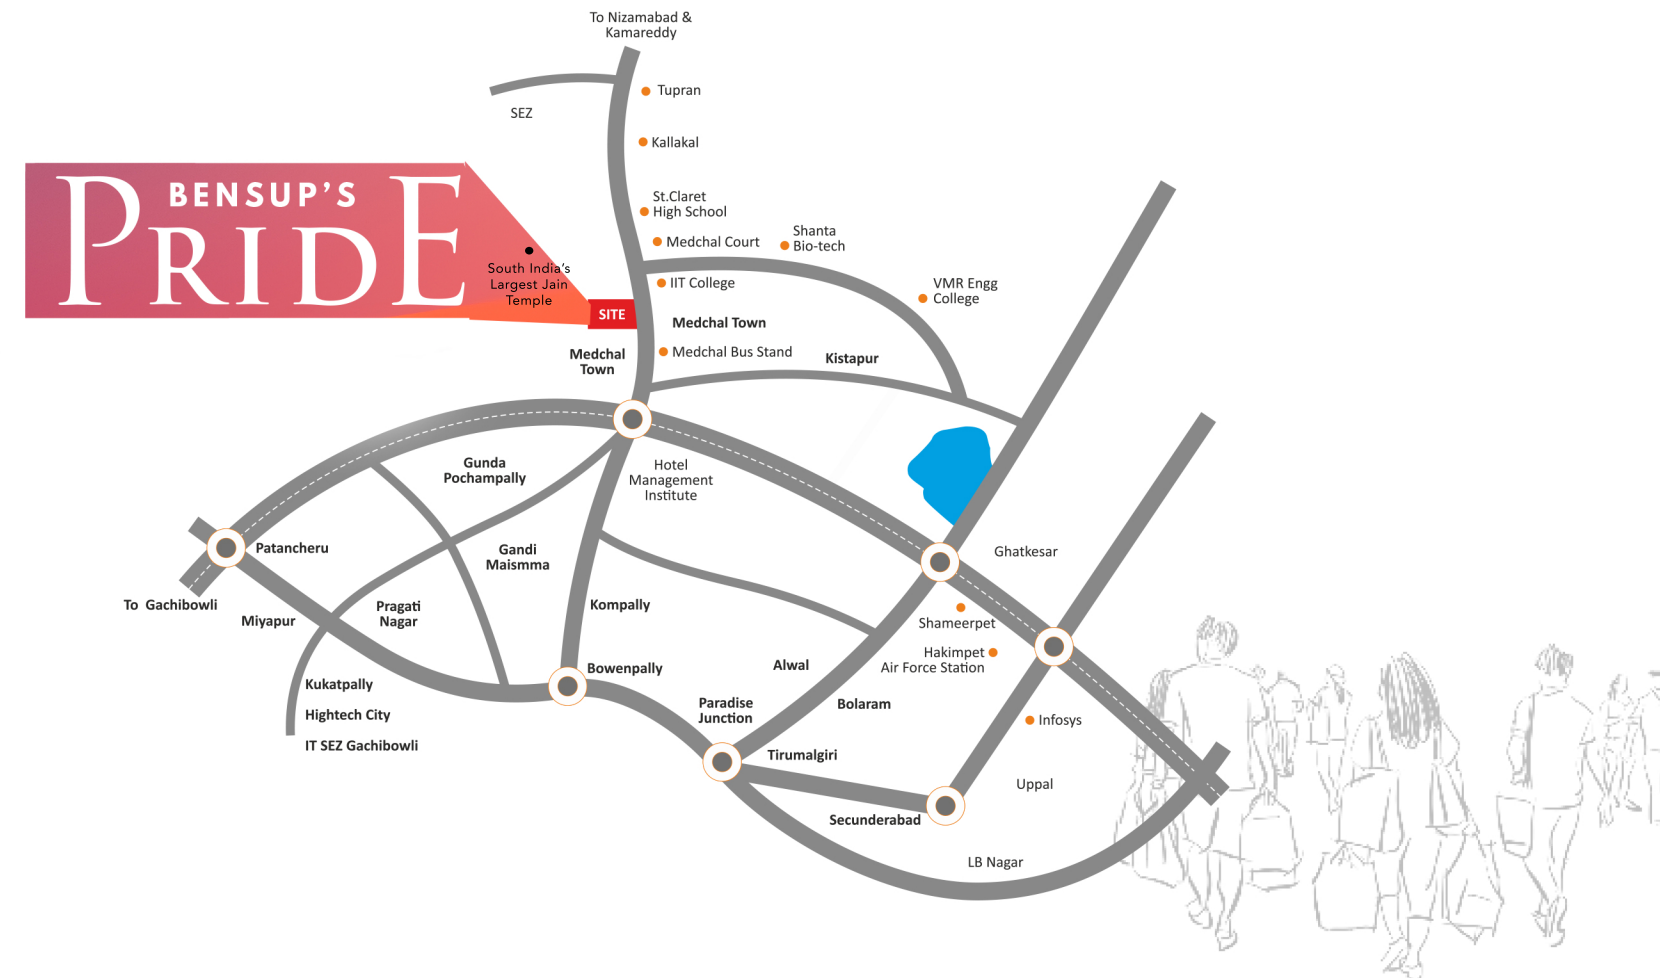 To Nizamabad &
Kamareddy
Tupran
SEZ
Kallakal
BENSUP'S
PRIDE
St.Claret
High School
Medchal Court
Shanta
Bio-tech
South India's
Largest Jain
Temple
IIT College
VMR Engg
College
SITE
Medchal Town
Medchal
Town
Medchal Bus Stand
Kistapur
Gunda
Pochampally
Hotel
Management
Institute
Patancheru
Gandi
Maismma
Ghatkesar
To Gachibowli
Miyapur
Pragati
Nagar
Kompally
Shameerpet
Hakimpet
Air Force Station
Kukatpally
Hightech City
IT SEZ Gachibowli
Bowenpally
Alwal
Bolaram
Paradise
Junction
Infosys
Tirumalgiri
Uppal
Secunderabad
LB Nagar